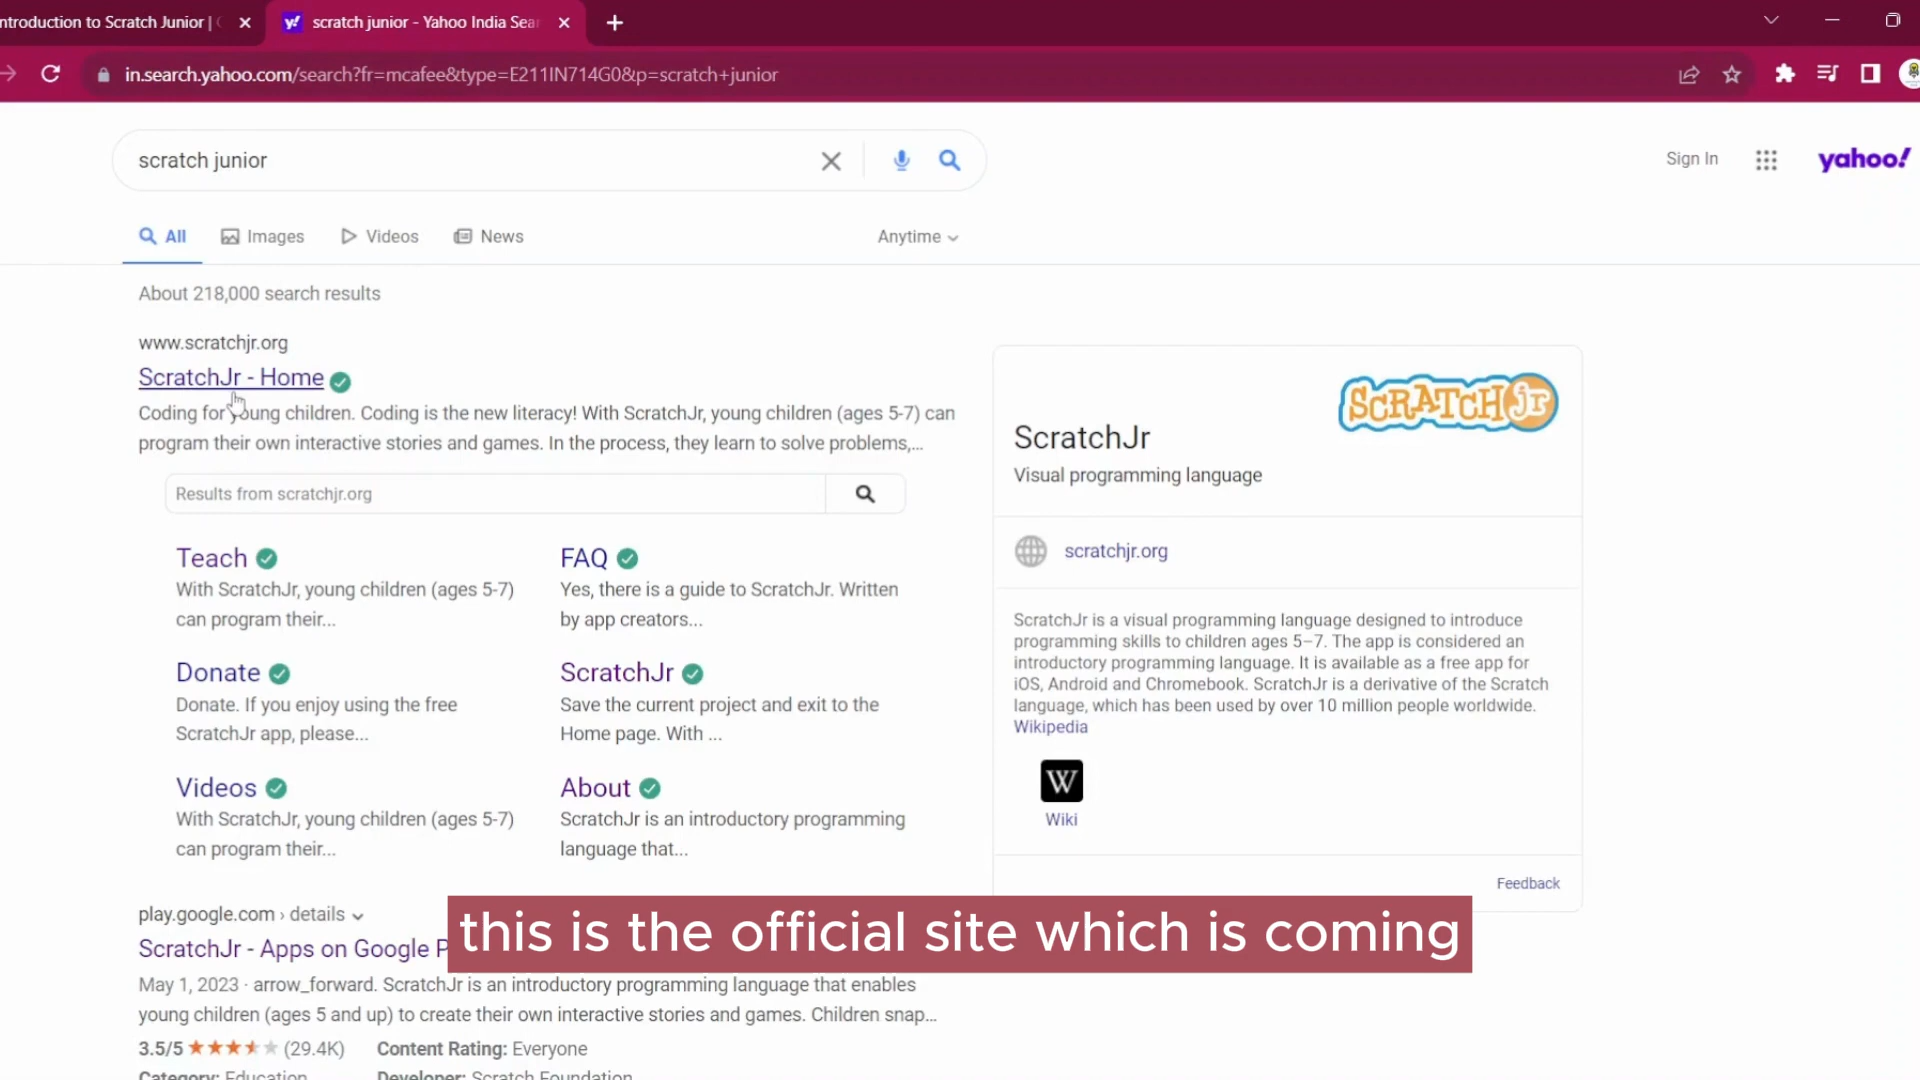 ntroduction to Scratch Junior |
scratch junior - Yahoo India Sea
in.search.yahoo.com/search?fr=mcafee&type=E211IN714G0&p=scratch+junior
scratch junior
Sign In
yahoo!
All
Images
Videos
News
Anytime
About 218,000 search results
www.scratchjr.org
ScratchJr - Home
Coding for young children. Coding is the new literacy! With ScratchJr, young children (ages 5-7) can
program their own interactive stories and games. In the process, they learn to solve problems,...
Results from scratchjr.org
Teach
With ScratchJr, young children (ages 5-7)
can program their...
FAQ
Yes, there is a guide to ScratchJr. Written
by app creators...
Donate
Donate. If you enjoy using the free
ScratchJr app, please...
ScratchJr
Save the current project and exit to the
Home page. With ...
Videos
With ScratchJr, young children (ages 5-7)
can program their...
About
ScratchJr is an introductory programming
language that...
play.google.com › details
ScratchJr - Apps on Google P
May 1, 2023 · arrow_forward. ScratchJr is an introductory programming language that enables
young children (ages 5 and up) to create their own interactive stories and games. Children snap...
3.5/5 (29.4K) Content Rating: Everyone
Category: Education Developer: Scratch Foundation
SCRATCH jr
ScratchJr
Visual programming language
scratchjr.org
ScratchJr is a visual programming language designed to introduce
programming skills to children ages 5–7. The app is considered an
introductory programming language. It is available as a free app for
iOS, Android and Chromebook. ScratchJr is a derivative of the Scratch
language, which has been used by over 10 million people worldwide.
Wikipedia
W
Wiki
Feedback
this is the official site which is coming